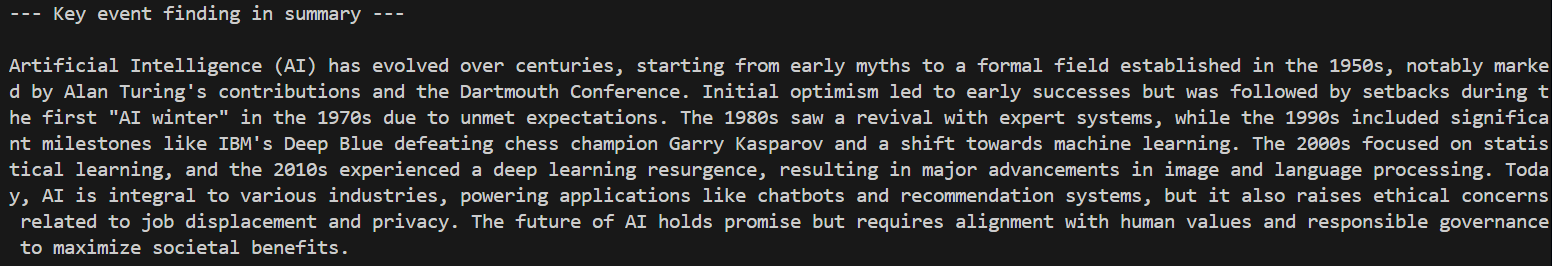 --- Key event finding in summary ---
Artificial Intelligence (AI) has evolved over centuries, starting from early myths to a formal field established in the 1950s, notably marke
d by Alan Turing's contributions and the Dartmouth Conference. Initial optimism led to early successes but was followed by setbacks during t
he first "AI winter" in the 1970s due to unmet expectations. The 1980s saw a revival with expert systems, while the 1990s included significa
nt milestones like IBM's Deep Blue defeating chess champion Garry Kasparov and a shift towards machine learning. The 2000s focused on statis
tical learning, and the 2010s experienced a deep learning resurgence, resulting in major advancements in image and language processing. Toda
y, AI is integral to various industries, powering applications like chatbots and recommendation systems, but it also raises ethical concerns
 related to job displacement and privacy. The future of AI holds promise but requires alignment with human values and responsible governance
 to maximize societal benefits.